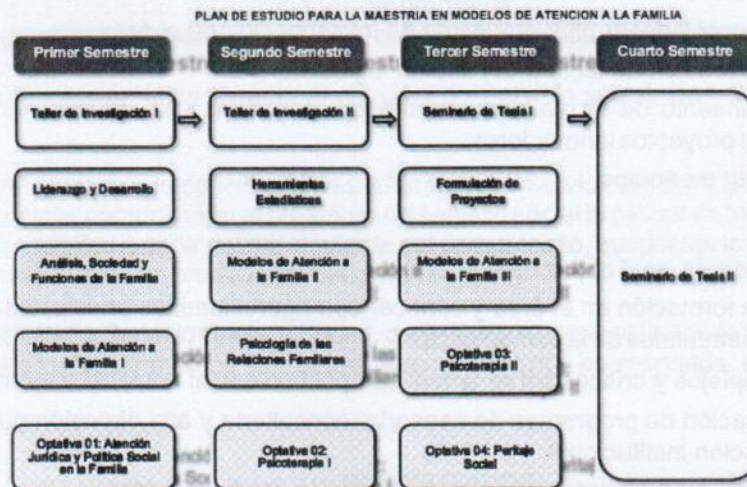 PLAN DE ESTUDIO PARA LA MAESTRIA EN MODELOS DE ATENCION A LA FAMILIA
Primer Semestre
Segundo Semestre
Tercer Semestre
Cuarto Semestre
Taller de Investigación I
Taller de Investigación II
Seminario de Tesis I
Liderazgo y Desarrollo
Herramientas
Estadísticas
Formulación de
Proyectos
Análisis, Sociedad y
Funciones de la Familia
Modelos de Atención a
la Familia II
Modelos de Atención a
la Familia III
Seminario de Tesis II
Modelos de Atención a
la Familia I
Psicología de las
Relaciones Familiares
Optativa 03:
Psicoterapia II
Optativa 01: Atención
Jurídica y Política Social
en la Familia
Optativa 02:
Psicoterapia I
Optativa 04: Peritaje
Social